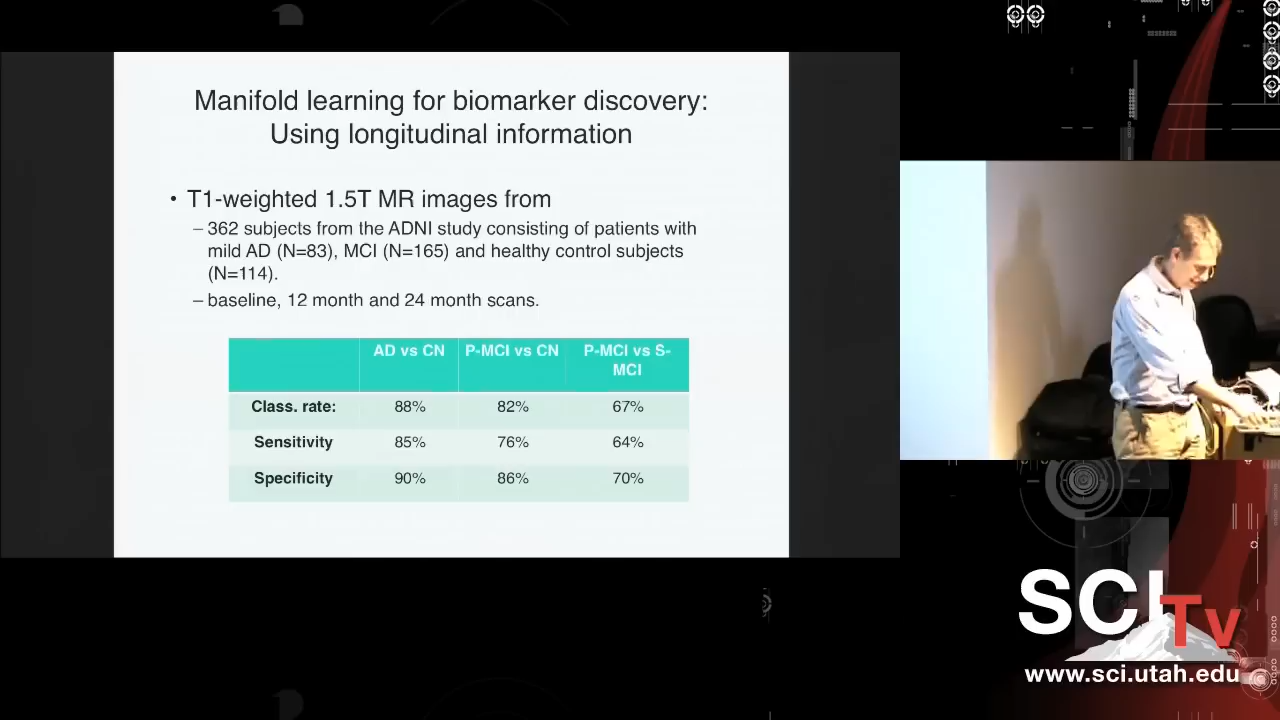 Manifold learning for biomarker discovery:
Using longitudinal information
• T1-weighted 1.5T MR images from
– 362 subjects from the ADNI study consisting of patients with
mild AD (N=83), MCI (N=165) and healthy control subjects
(N=114).
– baseline, 12 month and 24 month scans.
AD vs CN P-MCI vs CN P-MCI vs S-
MCI
Class. rate: 88% 82% 67%
Sensitivity 85% 76% 64%
Specificity 90% 86% 70%
SCI
Tv
www.sci.utah.edu